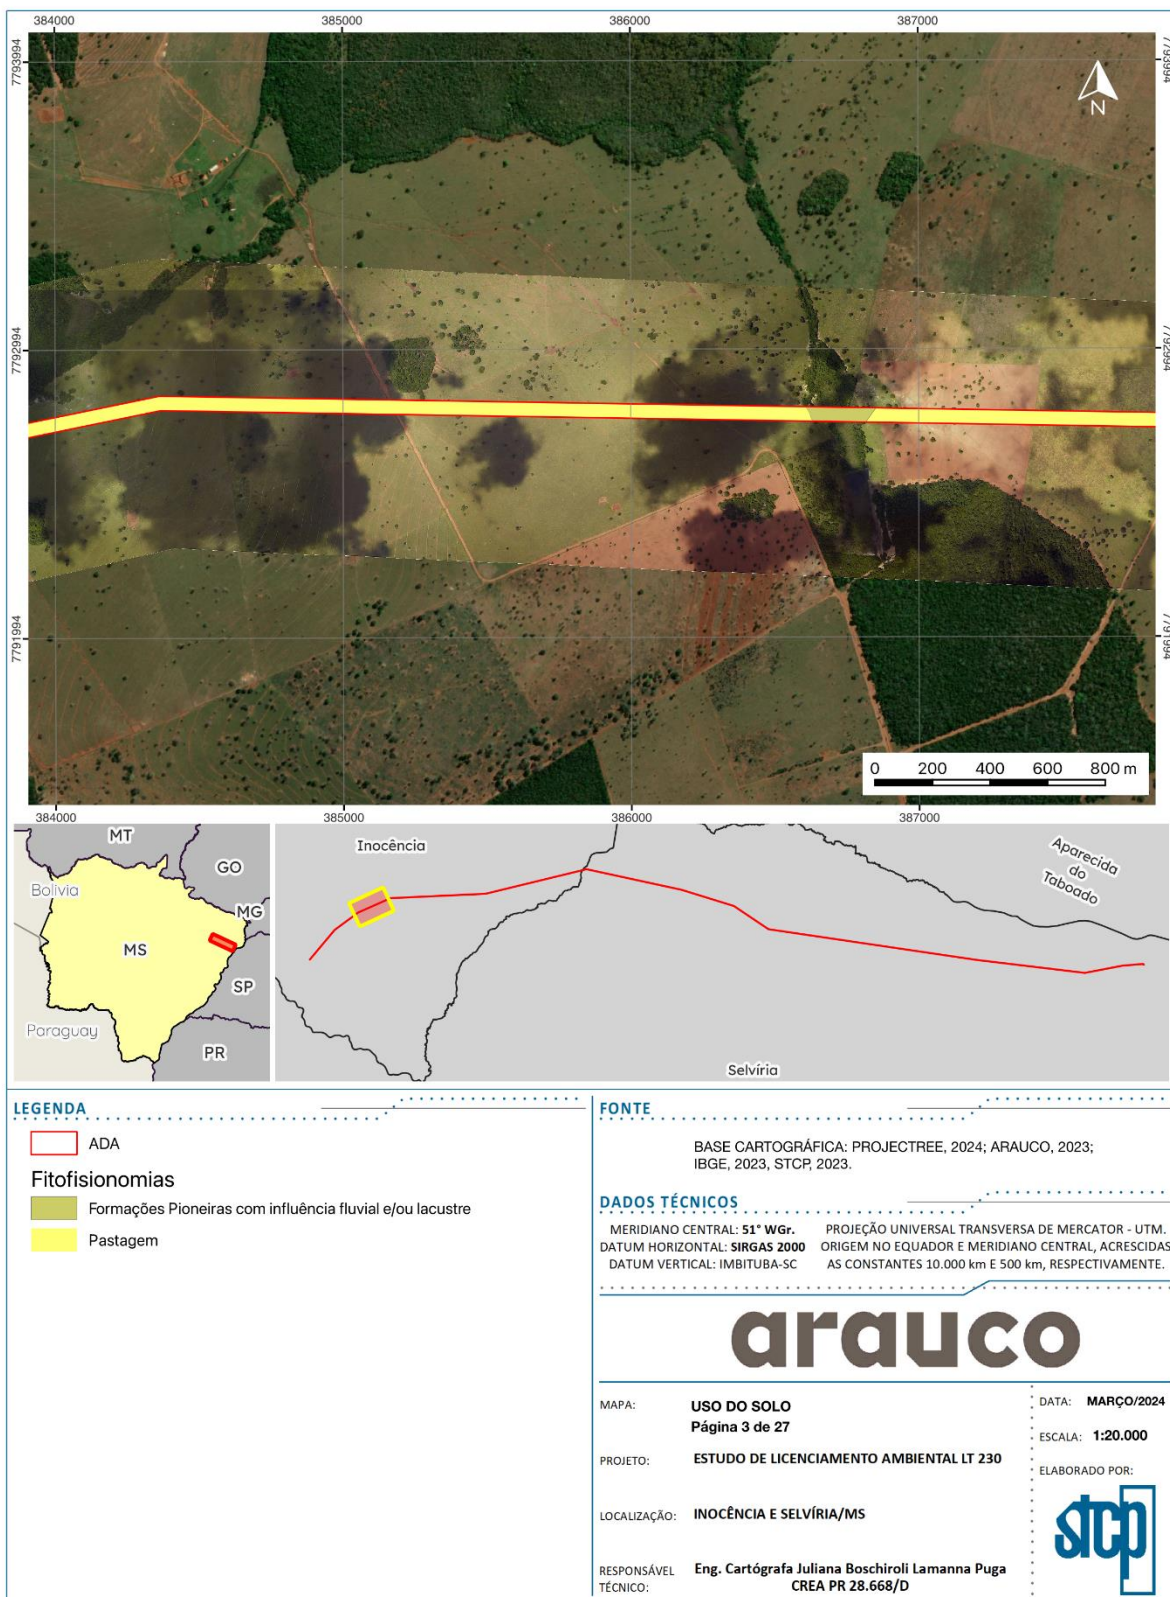 384000
385000
386000
387000
7793994
7793994
N
7792994
7792994
7791994
7791994
0 200 400 600 800 m
384000
385000
386000
387000
MT
GO
Bolivia
MG
MS
SP
Paraguay
PR
Inocência
Aparecida
do
Taboado
Selvíria
LEGENDA
ADA
Fitofisionomias
Formações Pioneiras com influência fluvial e/ou lacustre
Pastagem
FONTE
BASE CARTOGRÁFICA: PROJECTREE, 2024; ARAUCO, 2023;
IBGE, 2023, STCP, 2023.
DADOS TÉCNICOS
MERIDIANO CENTRAL: 51° WGr.
DATUM HORIZONTAL: SIRGAS 2000
DATUM VERTICAL: IMBITUBA-SC
PROJEÇÃO UNIVERSAL TRANSVERSA DE MERCATOR - UTM.
ORIGEM NO EQUADOR E MERIDIANO CENTRAL, ACRESCIDAS
AS CONSTANTES 10.000 km E 500 km, RESPECTIVAMENTE.
arauco
MAPA: USO DO SOLO
Página 3 de 27
PROJETO: ESTUDO DE LICENCIAMENTO AMBIENTAL LT 230
LOCALIZAÇÃO: INOCÊNCIA E SELVÍRIA/MS
RESPONSÁVEL
TÉCNICO:
Eng. Cartógrafa Juliana Boschiroli Lamanna Puga
CREA PR 28.668/D
DATA: MARÇO/2024
ESCALA: 1:20.000
ELABORADO POR:
stcp